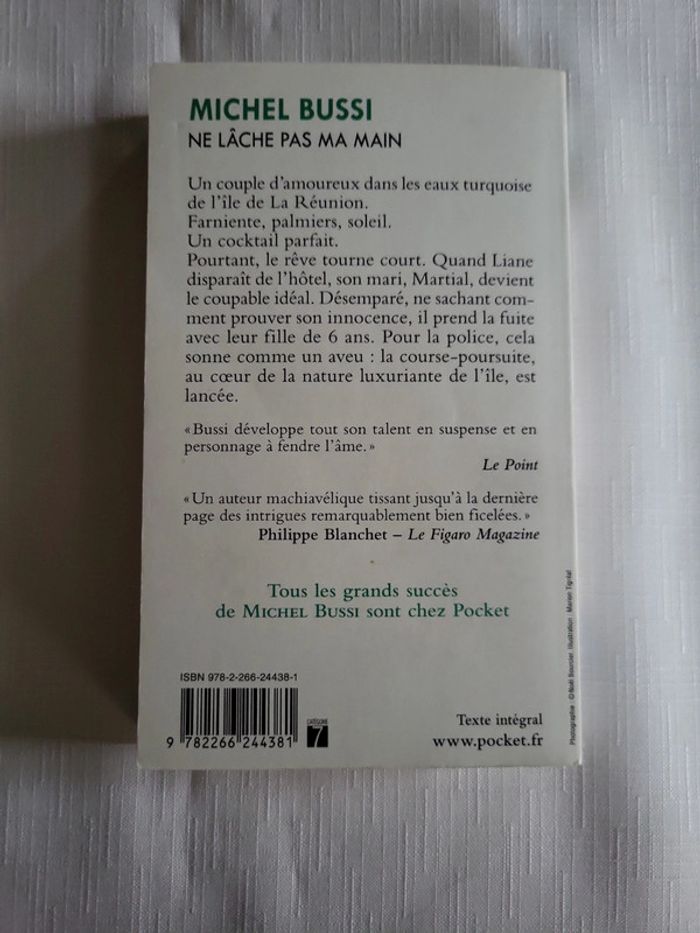 MICHEL BUSSI
NE LÂCHE PAS MA MAIN
Un couple d'amoureux dans les eaux turquoise
de l'île de La Réunion.
Farniente, palmiers, soleil.
Un cocktail parfait.
Pourtant, le rêve tourne court. Quand Liane
disparaît de l'hôtel, son mari, Martial, devient
le coupable idéal. Désemparé, ne sachant com-
ment prouver son innocence, il prend la fuite
avec leur fille de 6 ans. Pour la police, cela
sonne comme un aveu : la course-poursuite,
au cœur de la nature luxuriante de l'île, est
lancée.
« Bussi développe tout son talent en suspense et en
personnage à fendre l'âme. »
Le Point
« Un auteur machiavélique tissant jusqu'à la dernière
page des intrigues remarquablement bien ficelées. »
Philippe Blanchet – Le Figaro Magazine
Tous les grands succès
de MICHEL BUSSI sont chez Pocket
ISBN 978-2-266-24438-1
9 782266 244381
CATÉGORIE
7
Texte intégral
www.pocket.fr
Photographie : © Noël Bourcier. Illustration : Marion Tigréat